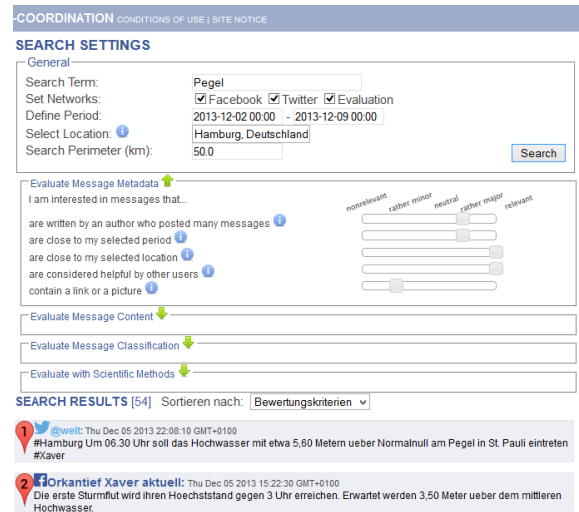 -COORDINATION CONDITIONS OF USE | SITE NOTICE
SEARCH SETTINGS
General
Search Term: Pegel
Set Networks: Facebook Twitter Evaluation
Define Period: 2013-12-02 00:00 - 2013-12-09 00:00
Select Location: Hamburg, Deutschland
Search Perimeter (km): 50.0
Search
Evaluate Message Metadata
I am interested in messages that...
nonrelevant rather minor neutral rather major relevant
are written by an author who posted many messages
are close to my selected period
are close to my selected location
are considered helpful by other users
contain a link or a picture
Evaluate Message Content
Evaluate Message Classification
Evaluate with Scientific Methods
SEARCH RESULTS [54] Sortieren nach: Bewertungskriterien
1 @welt: Thu Dec 05 2013 22:08:10 GMT+0100
#Hamburg Um 06.30 Uhr soll das Hochwasser mit etwa 5,60 Metern ueber Normalnull am Pegel in St. Pauli eintreten
#Xaver
2 Orkantief Xaver aktuell: Thu Dec 05 2013 15:22:30 GMT+0100
Die erste Sturmflut wird ihren Hoechststand gegen 3 Uhr erreichen. Erwartet werden 3,50 Meter ueber dem mittleren
Hochwasser.